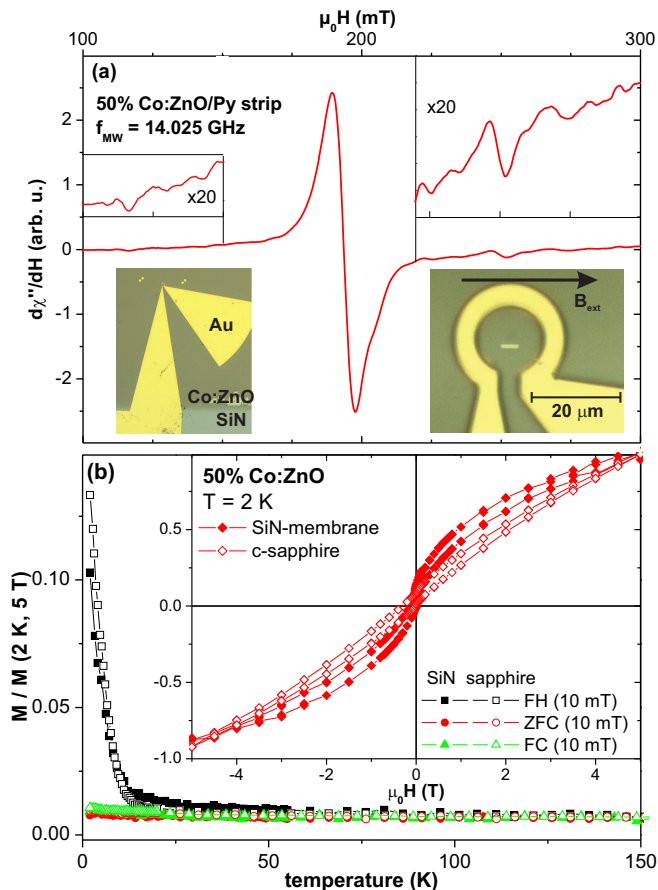 μ₀H (mT)
100 200 300
(a)
50% Co:ZnO/Py strip
f_MW = 14.025 GHz
x20
x20
2
1
0
-1
-2
dχ''/dH (arb. u.)
Au
Co:ZnO
SiN
B_ext
20 μm
(b)
50% Co:ZnO
T = 2 K
SiN-membrane
c-sapphire
0.5
0.0
-0.5
-1.0
-4 -2 0 2 4
μ₀H (T)
SiN sapphire
FH (10 mT)
ZFC (10 mT)
FC (10 mT)
0.10
0.05
0.00
M / M (2 K, 5 T)
0 50 100 150
temperature (K)